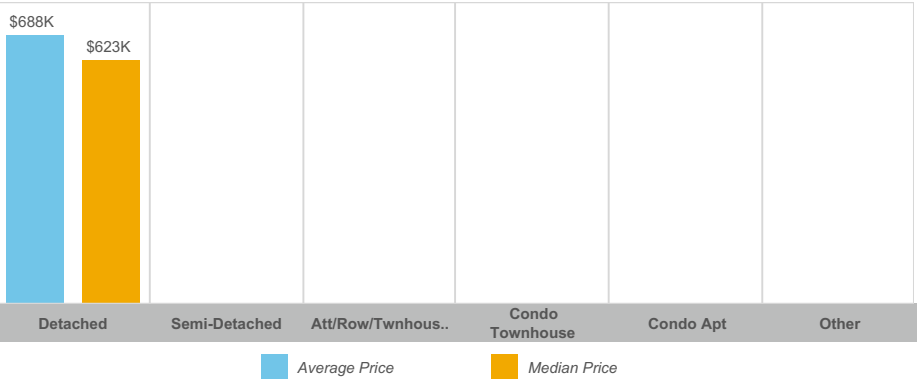 $688K
$623K
Detached
Semi-Detached
Att/Row/Twnhous..
Condo
Townhouse
Condo Apt
Other
Average Price
Median Price